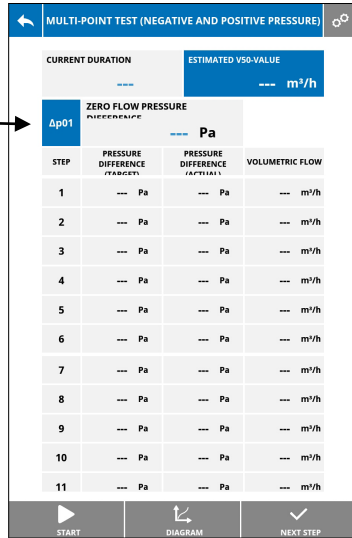 MULTI-POINT TEST (NEGATIVE AND POSITIVE PRESSURE)
CURRENT DURATION
---
ESTIMATED V50-VALUE
--- m³/h
Δp01
ZERO FLOW PRESSURE
DIFFERENCE
--- Pa
STEP PRESSURE DIFFERENCE (TARGET) PRESSURE DIFFERENCE (ACTUAL) VOLUMETRIC FLOW
1 --- Pa --- Pa --- m³/h
2 --- Pa --- Pa --- m³/h
3 --- Pa --- Pa --- m³/h
4 --- Pa --- Pa --- m³/h
5 --- Pa --- Pa --- m³/h
6 --- Pa --- Pa --- m³/h
7 --- Pa --- Pa --- m³/h
8 --- Pa --- Pa --- m³/h
9 --- Pa --- Pa --- m³/h
10 --- Pa --- Pa --- m³/h
11 --- Pa --- Pa --- m³/h
START DIAGRAM NEXT STEP